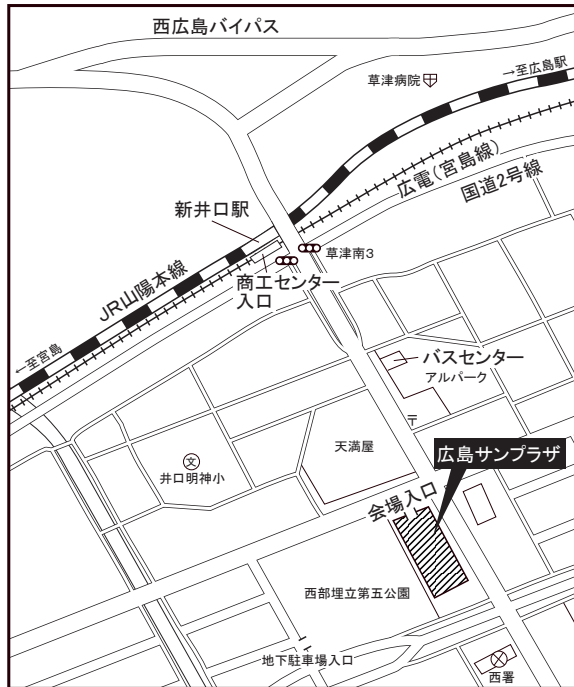 西広島バイパス
草津病院
→至広島駅
広電(宮島線)
国道2号線
新井口駅
草津南3
JR山陽本線
商工センター
入口
←至宮島
バスセンター
アルパーク
〒
天満屋
広島サンプラザ
文
井口明神小
会場入口
西部埋立第五公園
地下駐車場入口
西署